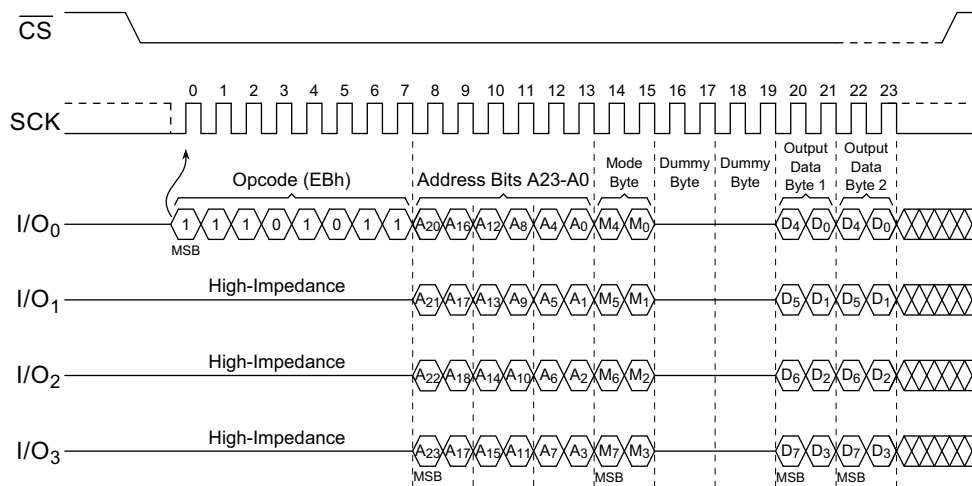 CS
0 1 2 3 4 5 6 7 8 9 10 11 12 13 14 15 16 17 18 19 20 21 22 23
SCK
Opcode (EBh)
Address Bits A23-A0
Mode
Byte
Dummy
Byte
Dummy
Byte
Output
Data
Byte 1
Output
Data
Byte 2
I/O0 1 1 1 0 1 0 1 1 A20 A16 A12 A8 A4 A0 M4 M0 D4 D0 D4 D0
MSB
I/O1 High-Impedance A21 A17 A13 A9 A5 A1 M5 M1 D5 D1 D5 D1
I/O2 High-Impedance A22 A18 A14 A10 A6 A2 M6 M2 D6 D2 D6 D2
I/O3 High-Impedance A23 A17 A15 A11 A7 A3 M7 M3 D7 D3 D7 D3
MSB MSB MSB MSB